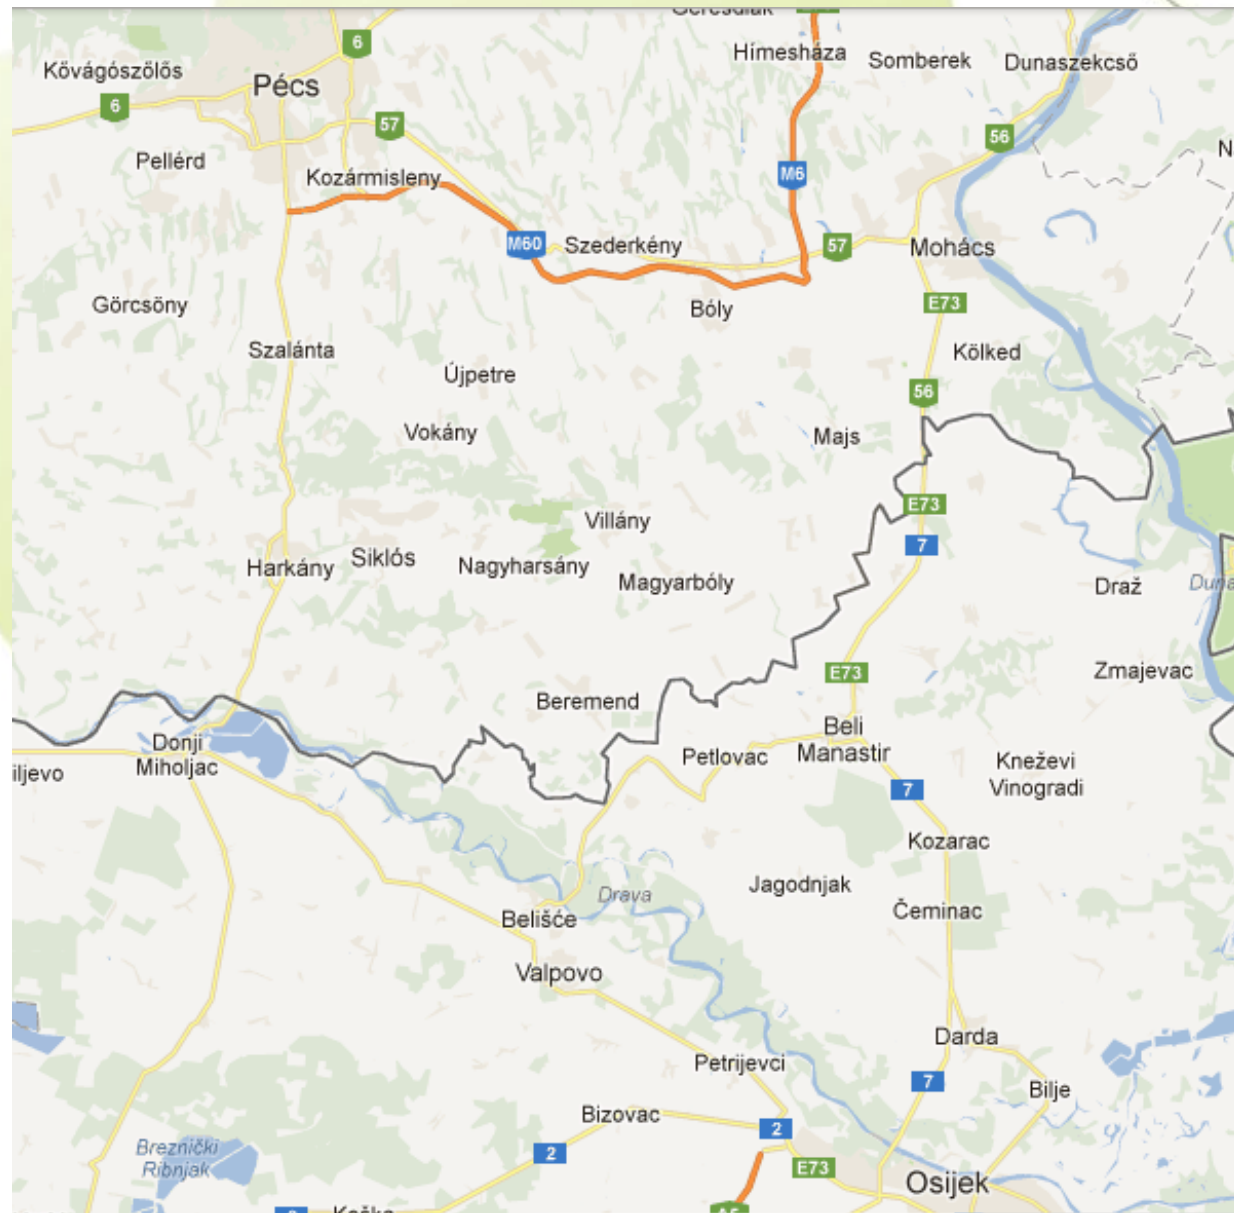 Hímesháza
Somberek
Dunaszekcső
6
Kővágószőlős
Pécs
6
57
56
Pellérd
Kozármisleny
M6
M60
Szederkény
57
Mohács
Görcsöny
Bóly
E73
Szalánta
Kölked
Újpetre
56
Vokány
Majs
E73
Villány
7
Harkány
Siklós
Nagyharsány
Magyarbóly
Draž
E73
Zmajevac
Beremend
Donji
Miholjac
Beli
Manastir
Petlovac
Kneževi
Vinogradi
7
Kozarac
Jagodnjak
Drava
Čeminac
Belišće
Valpovo
Darda
Petrijevci
7
Bilje
Bizovac
2
Breznički
Ribnjak
2
E73
Osijek